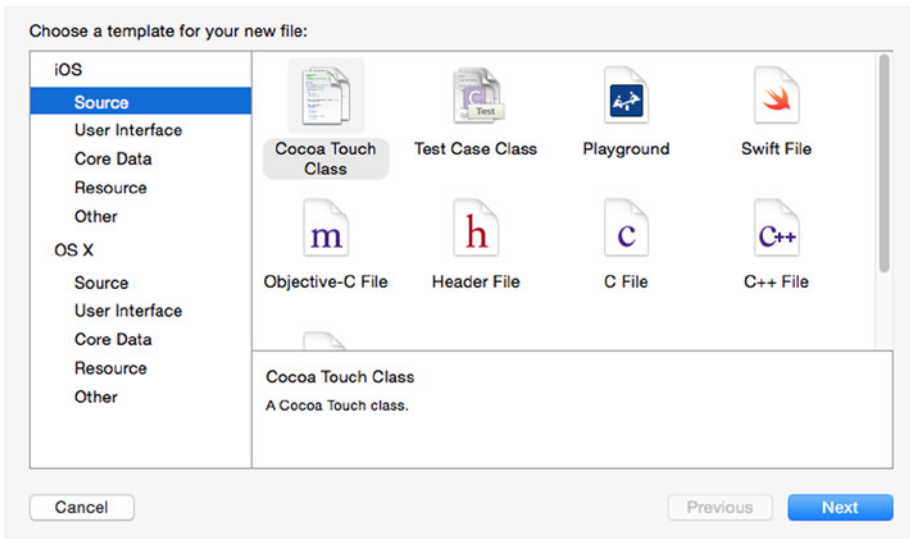 Choose a template for your new file:
iOS
Source
User Interface
Core Data
Resource
Other
OS X
Source
User Interface
Core Data
Resource
Other
Cocoa Touch
Class
Test
Test Case Class
Playground
Swift File
m
Objective-C File
h
Header File
c
C File
C++
C++ File
Cocoa Touch Class
A Cocoa Touch class.
Cancel
Previous
Next